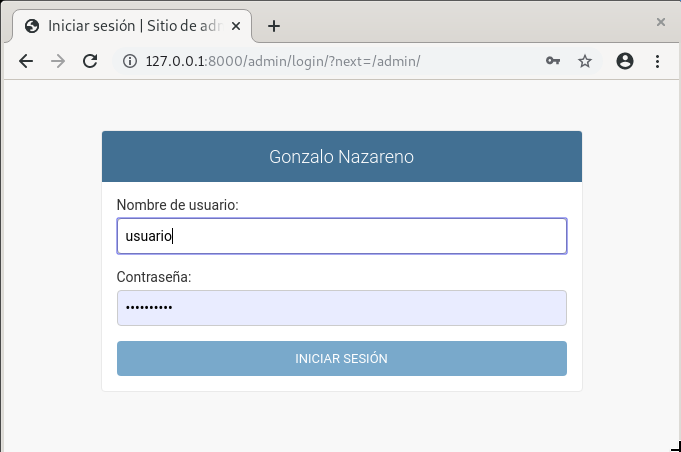 Iniciar sesión | Sitio de adm
127.0.0.1:8000/admin/login/?next=/admin/
Gonzalo Nazareno
Nombre de usuario:
usuario
Contraseña:
••••••••••
INICIAR SESIÓN